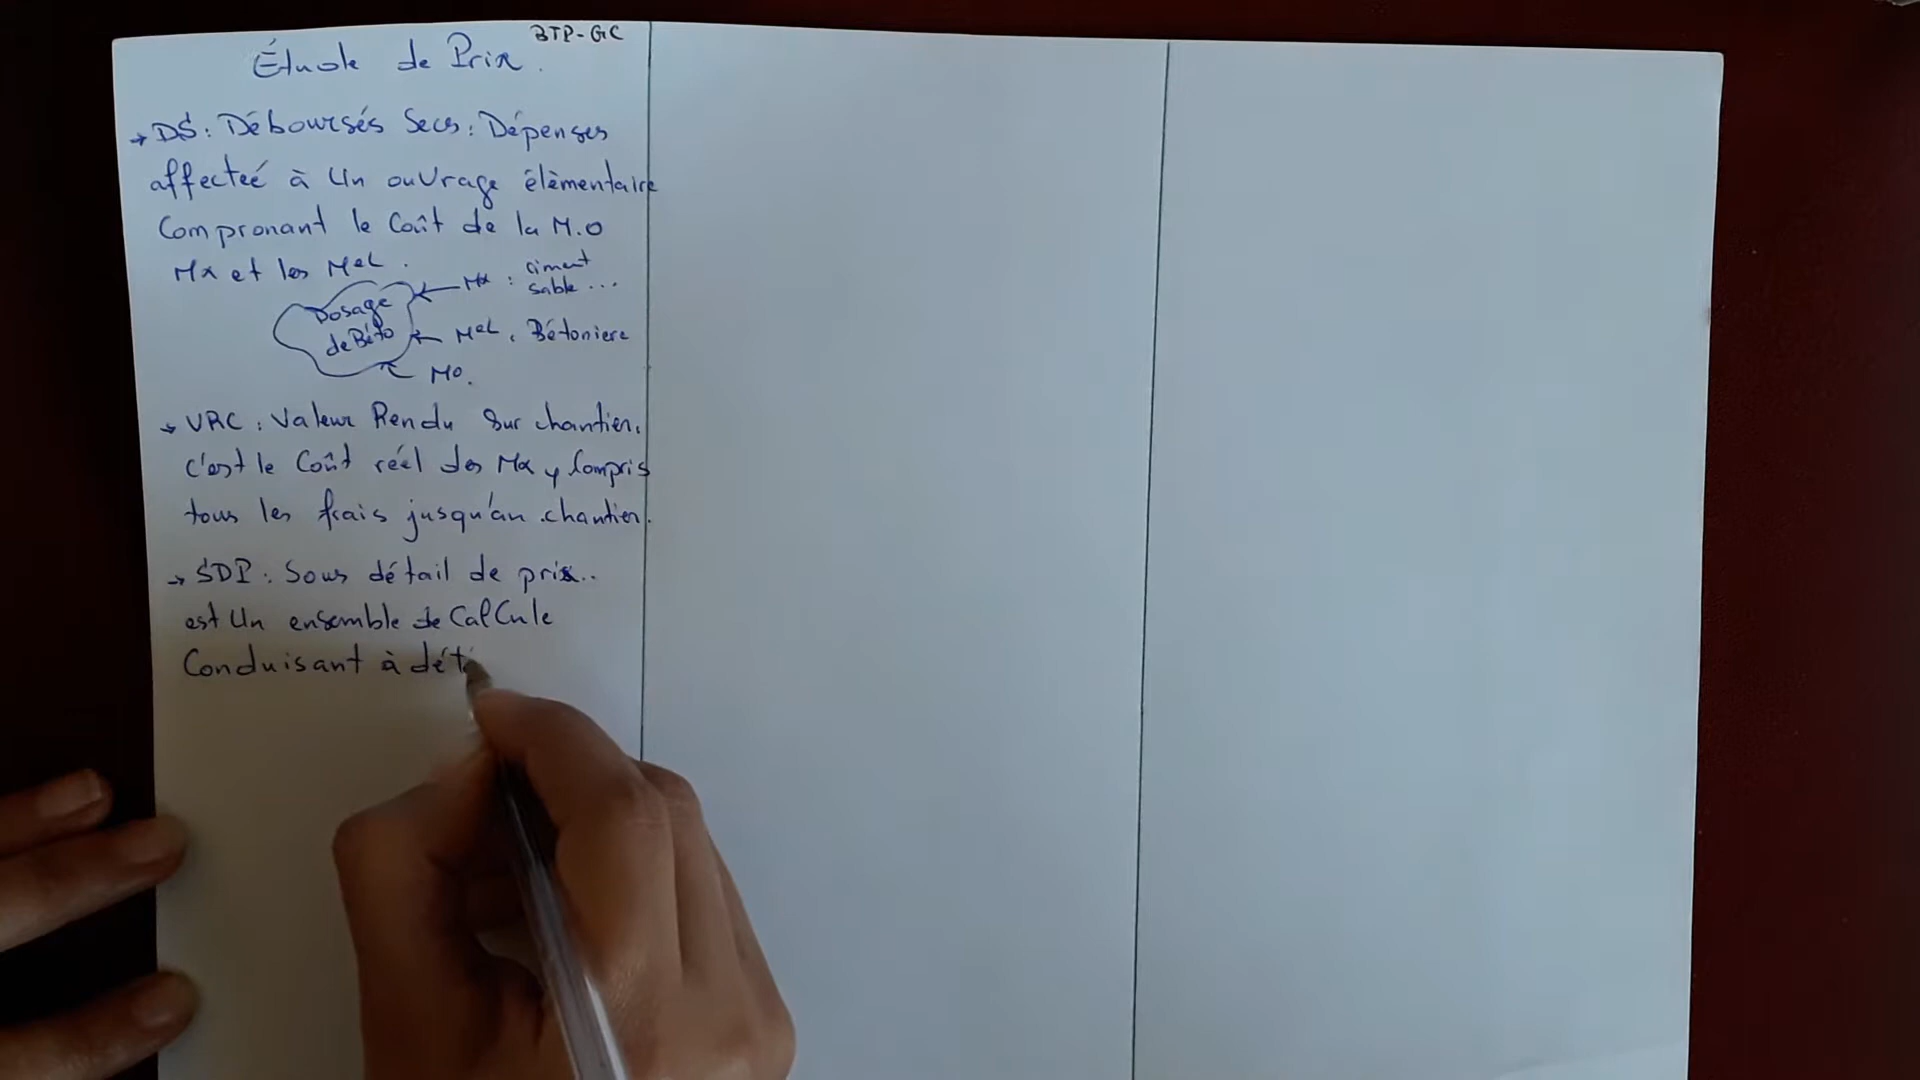 BTP-GC
Étude de Prix.
→ DS : Déboursés Secs : Dépenses
affecteé à Un ouvrage élèmentaire
Compronant le Coût de la M.O
Mx et les Mel.
Mx : ciment
sable ...
Dosage
de Béto
Mel : Bétoniere
MO.
→ VRC : Valeur Rendu Sur chantier.
c'est le Coût réel des Mx y Compris
tous les frais jusqu'au chantier.
→ SDP : Sous détail de prix..
est Un ensemble de CalCule
Conduisant à dét